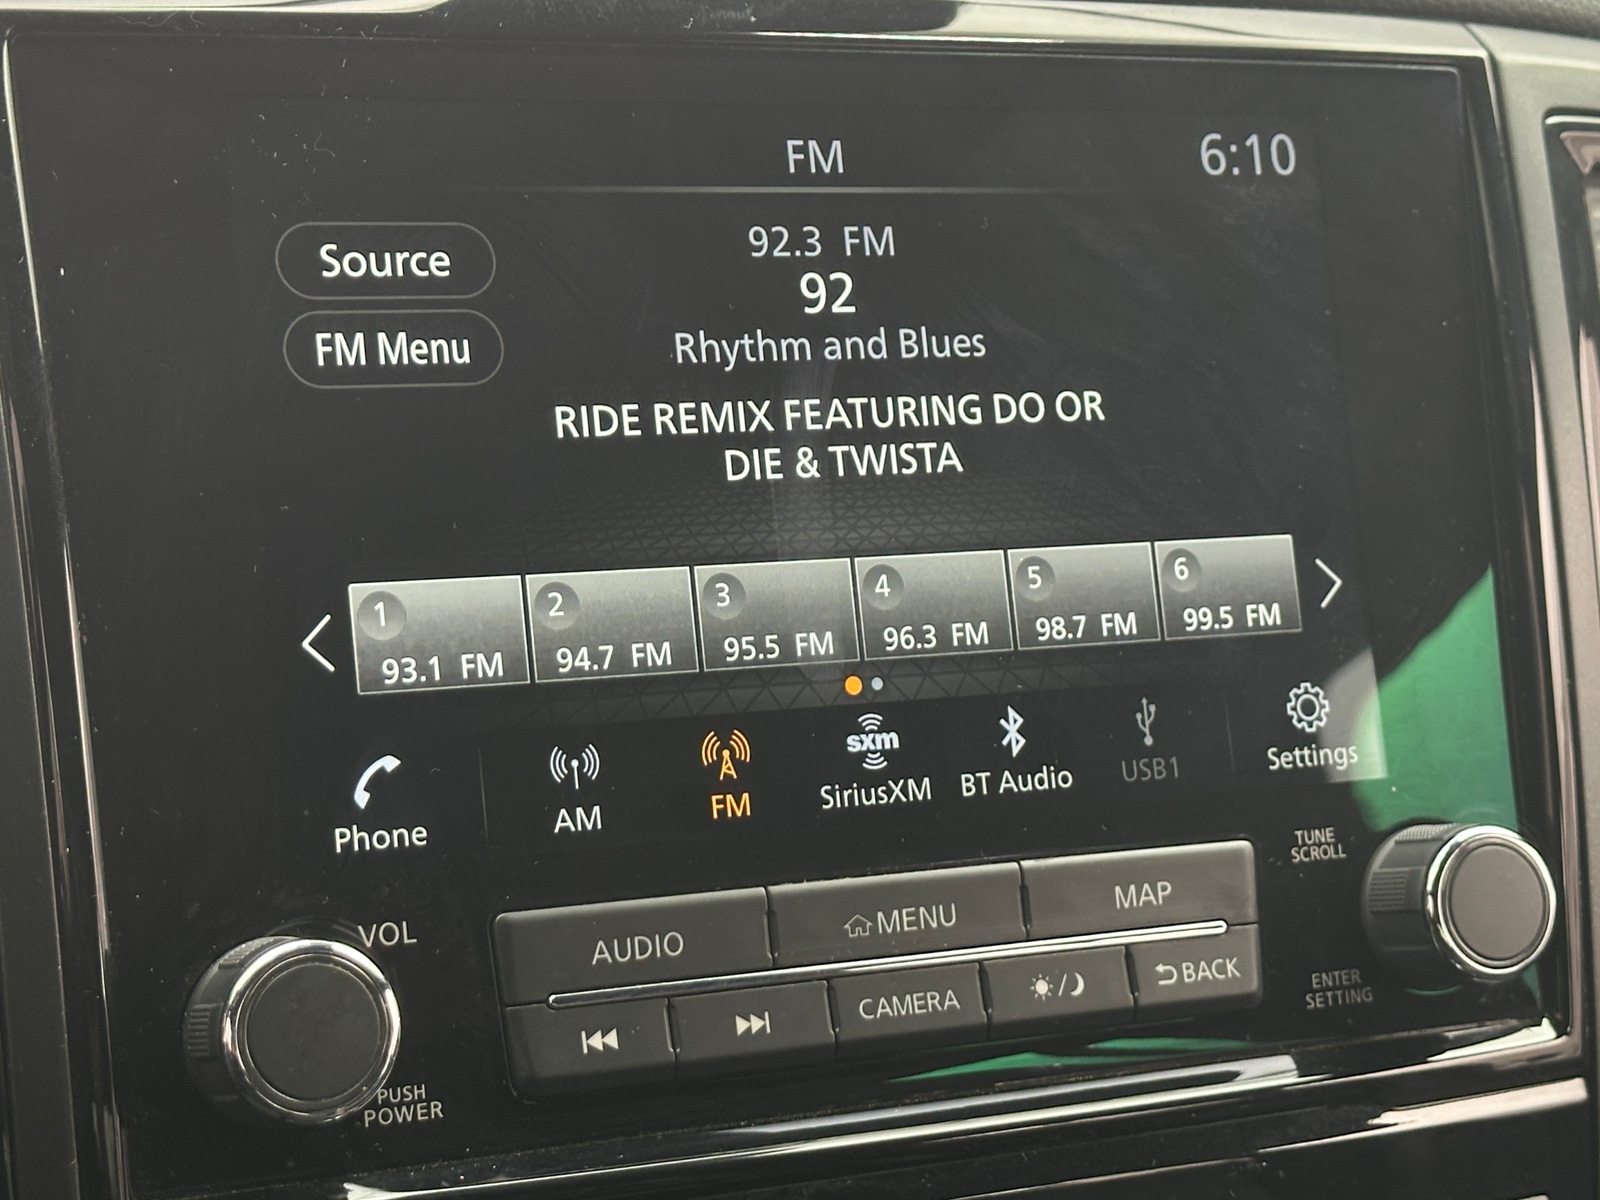 FM
6:10
Source
92.3 FM
92
FM Menu
Rhythm and Blues
RIDE REMIX FEATURING DO OR
DIE & TWISTA
1
93.1 FM
2
94.7 FM
3
95.5 FM
4
96.3 FM
5
98.7 FM
6
99.5 FM
Phone
AM
FM
sxm
SiriusXM
BT Audio
USB1
Settings
VOL
PUSH
POWER
AUDIO
MENU
MAP
CAMERA
BACK
TUNE
SCROLL
ENTER
SETTING